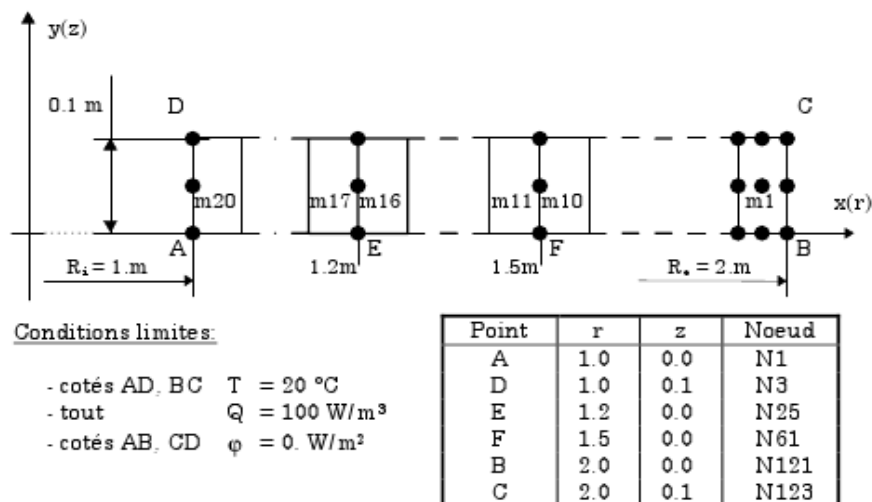 y(z)
0.1 m
D
C
m20
m17
m16
m11
m10
m1
x(r)
A
E
F
B
Rᵢ = 1.m
1.2m
1.5m
Rₑ = 2.m
Conditions limites:
- cotés AD, BC T = 20 °C
- tout Q = 100 W/m³
- cotés AB, CD φ = 0. W/m²
Point r z Noeud
A 1.0 0.0 N1
D 1.0 0.1 N3
E 1.2 0.0 N25
F 1.5 0.0 N61
B 2.0 0.0 N121
C 2.0 0.1 N123